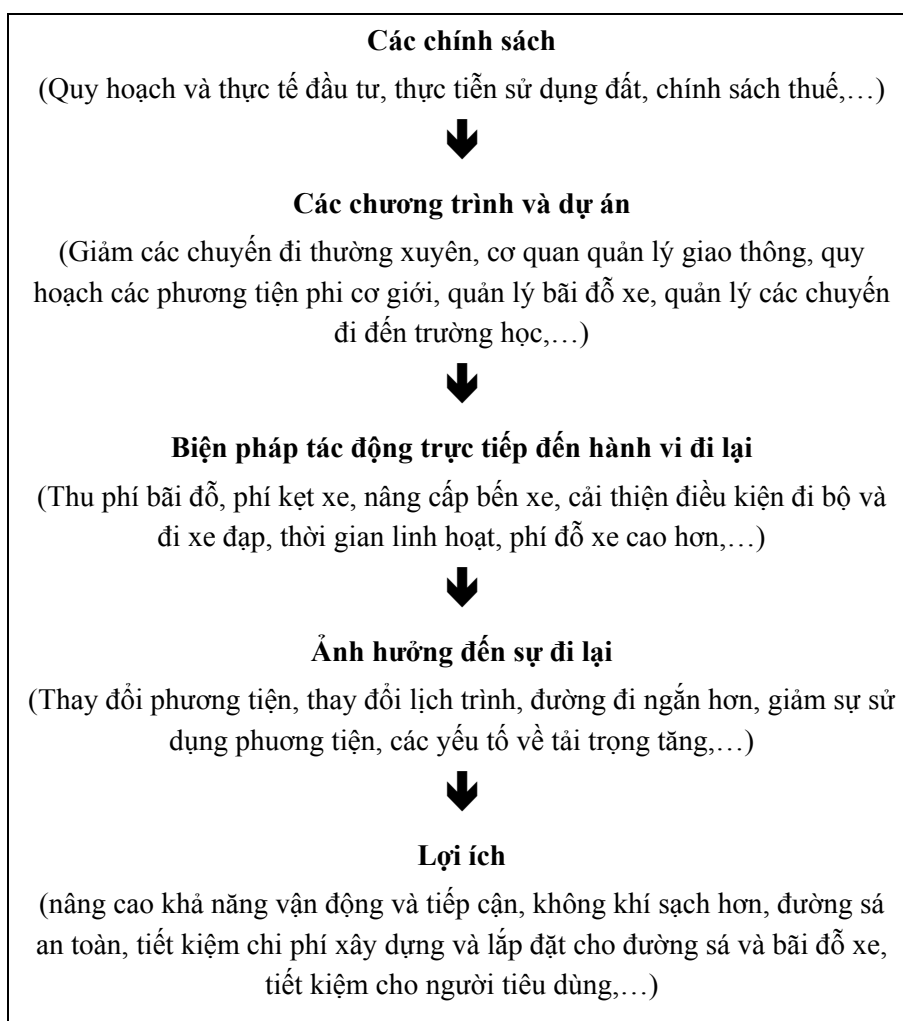 Các chính sách
(Quy hoạch và thực tế đầu tư, thực tiễn sử dụng đất, chính sách thuế,…)
Các chương trình và dự án
(Giảm các chuyến đi thường xuyên, cơ quan quản lý giao thông, quy
hoạch các phương tiện phi cơ giới, quản lý bãi đỗ xe, quản lý các chuyến
đi đến trường học,…)
Biện pháp tác động trực tiếp đến hành vi đi lại
(Thu phí bãi đỗ, phí kẹt xe, nâng cấp bến xe, cải thiện điều kiện đi bộ và
đi xe đạp, thời gian linh hoạt, phí đỗ xe cao hơn,…)
Ảnh hưởng đến sự đi lại
(Thay đổi phương tiện, thay đổi lịch trình, đường đi ngắn hơn, giảm sự sử
dụng phuơng tiện, các yếu tố về tải trọng tăng,…)
Lợi ích
(nâng cao khả năng vận động và tiếp cận, không khí sạch hơn, đường sá
an toàn, tiết kiệm chi phí xây dựng và lắp đặt cho đường sá và bãi đỗ xe,
tiết kiệm cho người tiêu dùng,…)